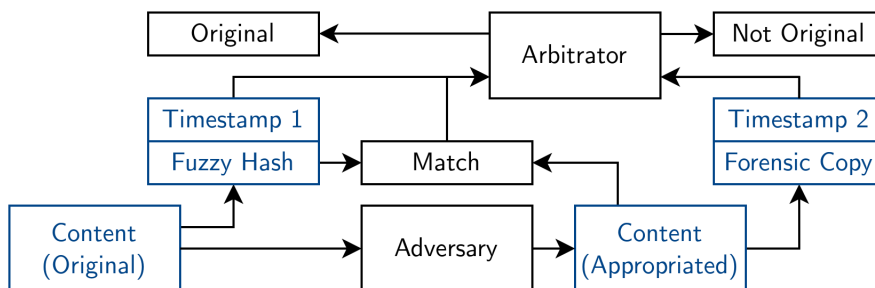 Original
Arbitrator
Not Original
Timestamp 1
Fuzzy Hash
Match
Timestamp 2
Forensic Copy
Content
(Original)
Adversary
Content
(Appropriated)